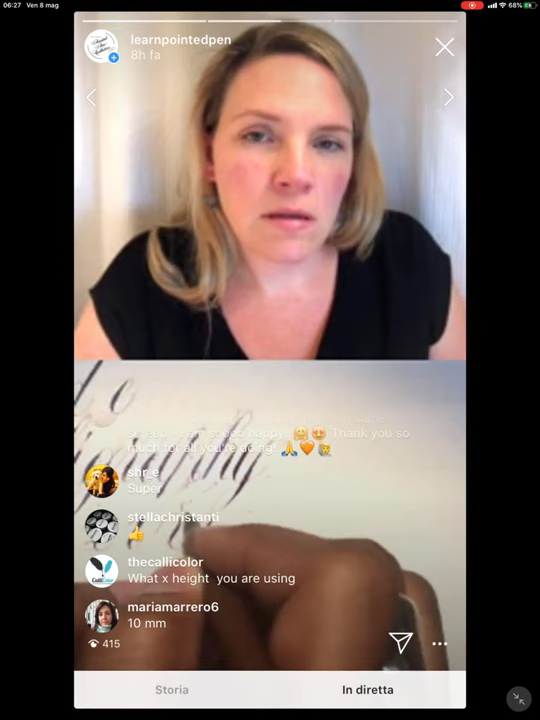 06:27 Ven 8 mag
68%
learnpointedpen
8h fa
Thank you so
much for all you're doing!
shr_e
Super
stellachristanti
thecallicolor
What x height you are using
mariamarrero6
10 mm
415
Storia
In diretta